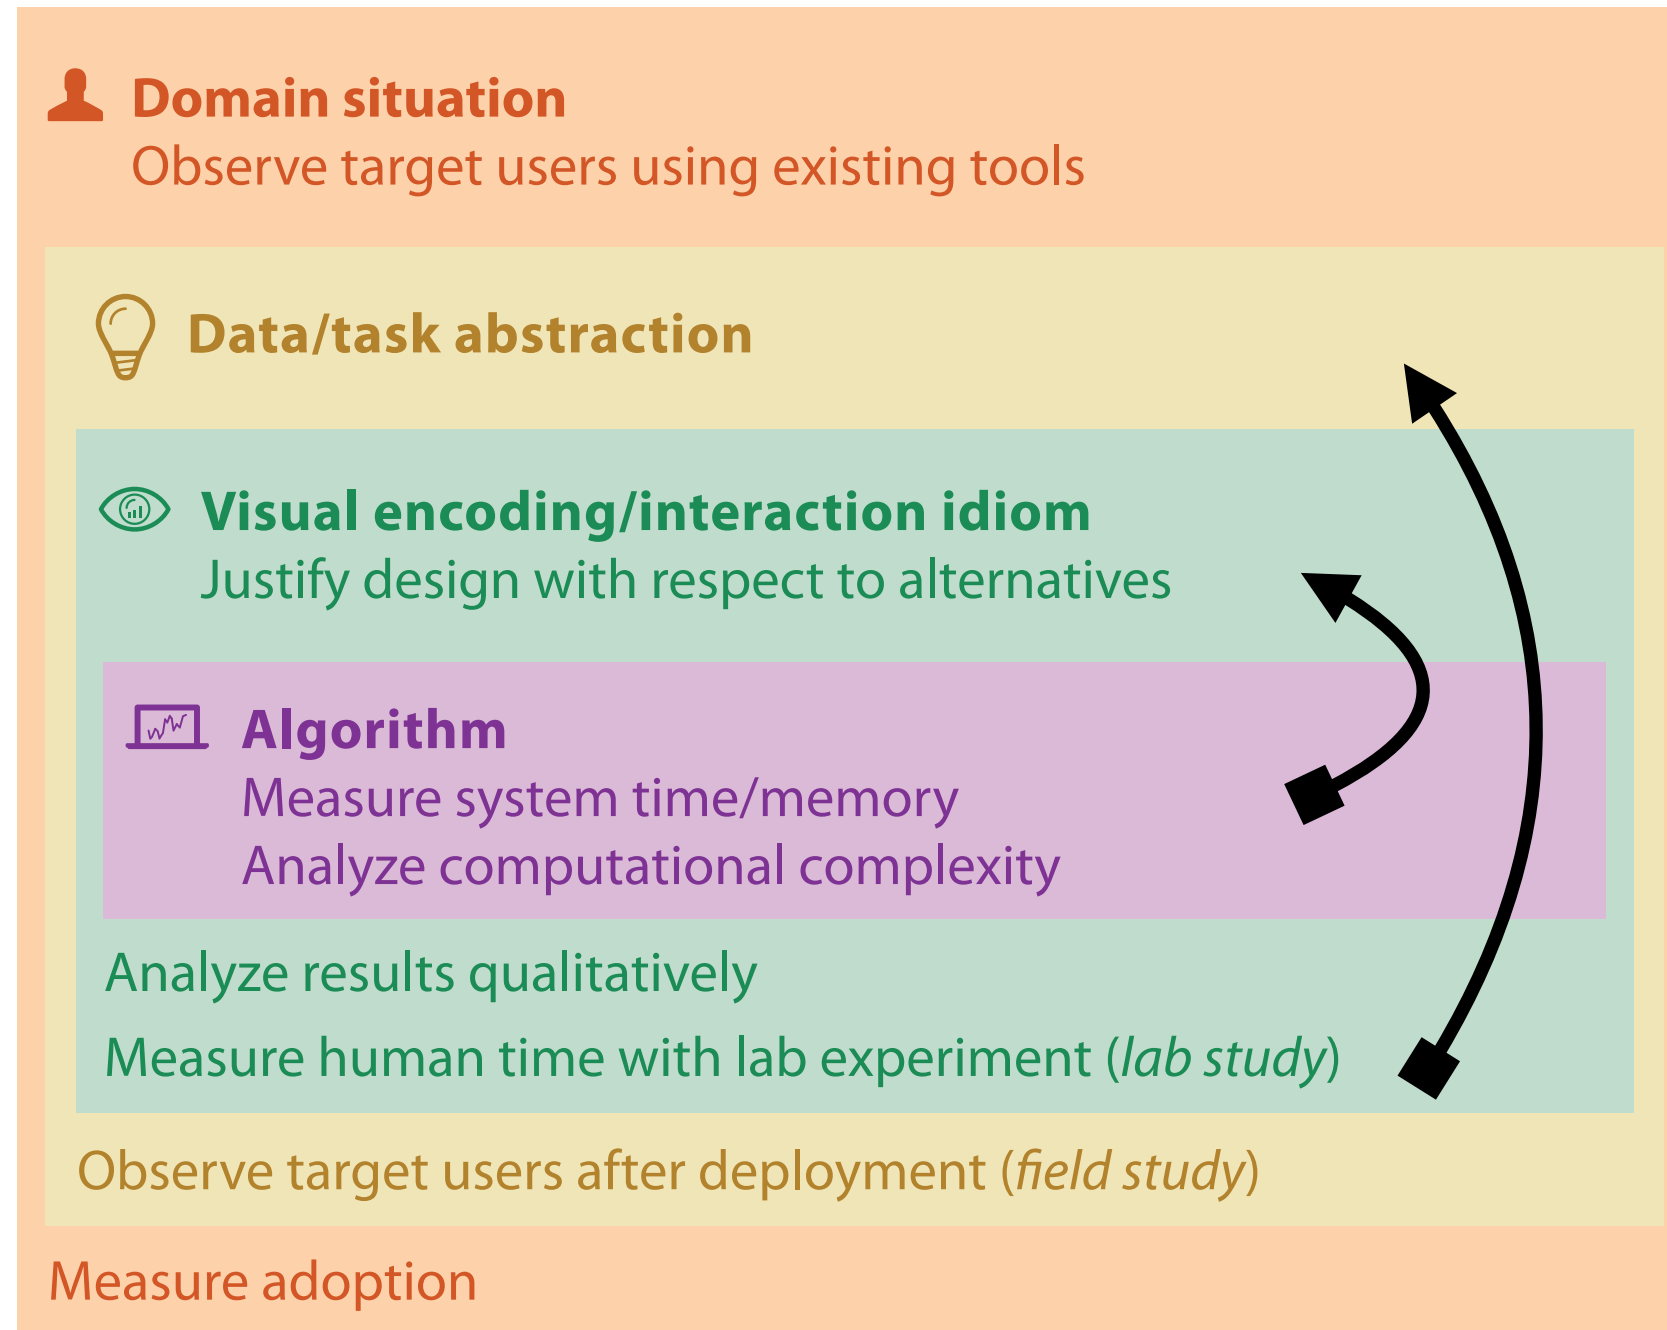 Domain situation
Observe target users using existing tools
Data/task abstraction
Visual encoding/interaction idiom
Justify design with respect to alternatives
Algorithm
Measure system time/memory
Analyze computational complexity
Analyze results qualitatively
Measure human time with lab experiment (lab study)
Observe target users after deployment (field study)
Measure adoption